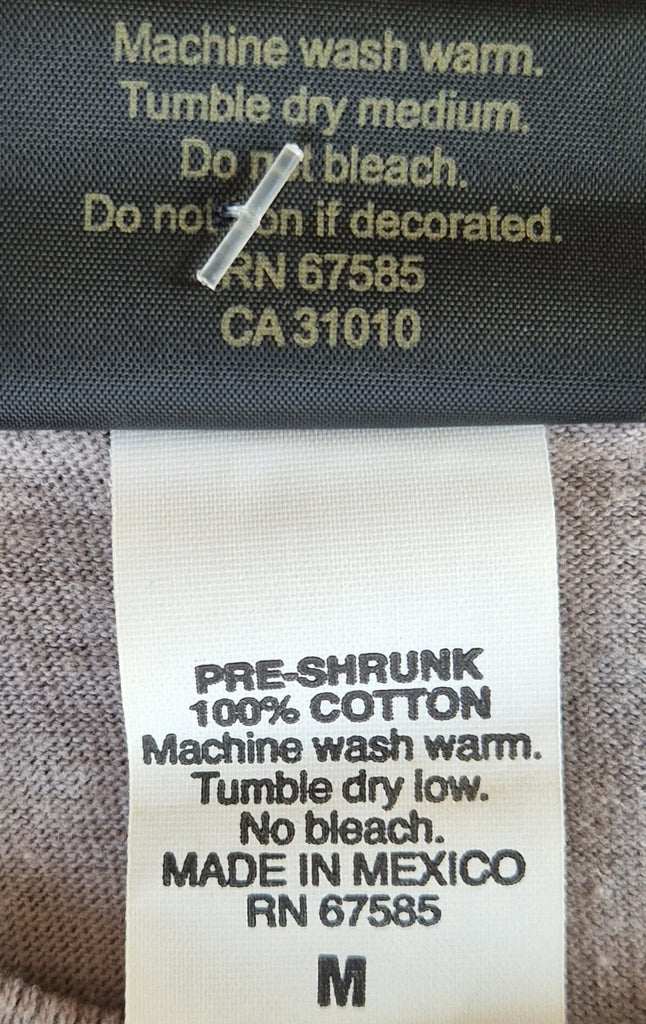 Machine wash warm.
Tumble dry medium.
Do not bleach.
Do not iron if decorated.
RN 67585
CA 31010
PRE-SHRUNK
100% COTTON
Machine wash warm.
Tumble dry low.
No bleach.
MADE IN MEXICO
RN 67585
M